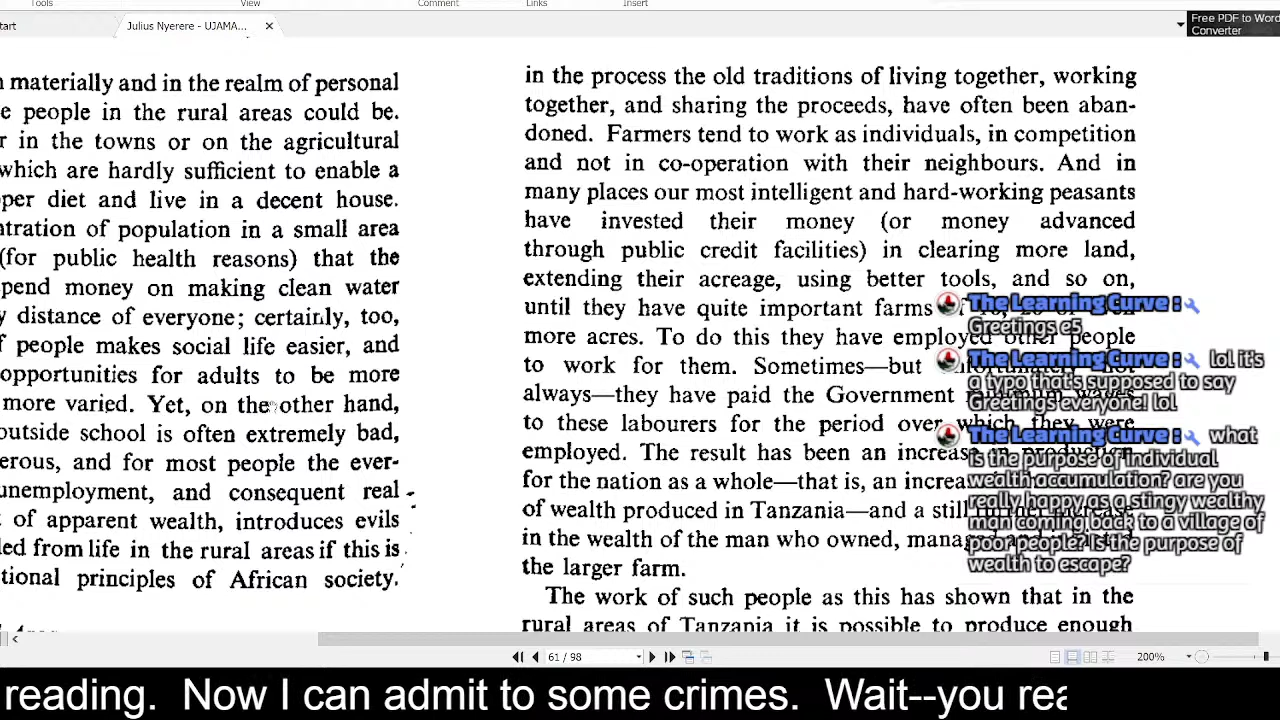 Tools View Comment Links Insert
tart Julius Nyerere - UJAMA...
Free PDF to Word
Converter
materially and in the realm of personal
e people in the rural areas could be.
r in the towns or on the agricultural
which are hardly sufficient to enable a
per diet and live in a decent house.
tration of population in a small area
(for public health reasons) that the
pend money on making clean water
y distance of everyone; certainly, too,
f people makes social life easier, and
opportunities for adults to be more
more varied. Yet, on the other hand,
outside school is often extremely bad,
erous, and for most people the ever-
unemployment, and consequent real
of apparent wealth, introduces evils
led from life in the rural areas if this is
tional principles of African society.
in the process the old traditions of living together, working
together, and sharing the proceeds, have often been aban-
doned. Farmers tend to work as individuals, in competition
and not in co-operation with their neighbours. And in
many places our most intelligent and hard-working peasants
have invested their money (or money advanced
through public credit facilities) in clearing more land,
extending their acreage, using better tools, and so on,
until they have quite important farms
more acres. To do this they have employed other people
to work for them. Sometimes—but
always—they have paid the Government
to these labourers for the period over which they were
employed. The result has been an increase in production
for the nation as a whole—that is, an increa
of wealth produced in Tanzania—and a still
in the wealth of the man who owned,
the larger farm.
The work of such people as this has shown that in the
rural areas of Tanzania it is possible to produce enough
The Learning Curve :
Greetings e5
The Learning Curve : lol it's
a typo that's supposed to say
Greetings everyone! lol
The Learning Curve : what
is the purpose of individual
wealth accumulation? are you
really happy as a stingy wealthy
man coming back to a village of
poor people? Is the purpose of
wealth to escape?
61 / 98 200%
reading. Now I can admit to some crimes. Wait--you rea